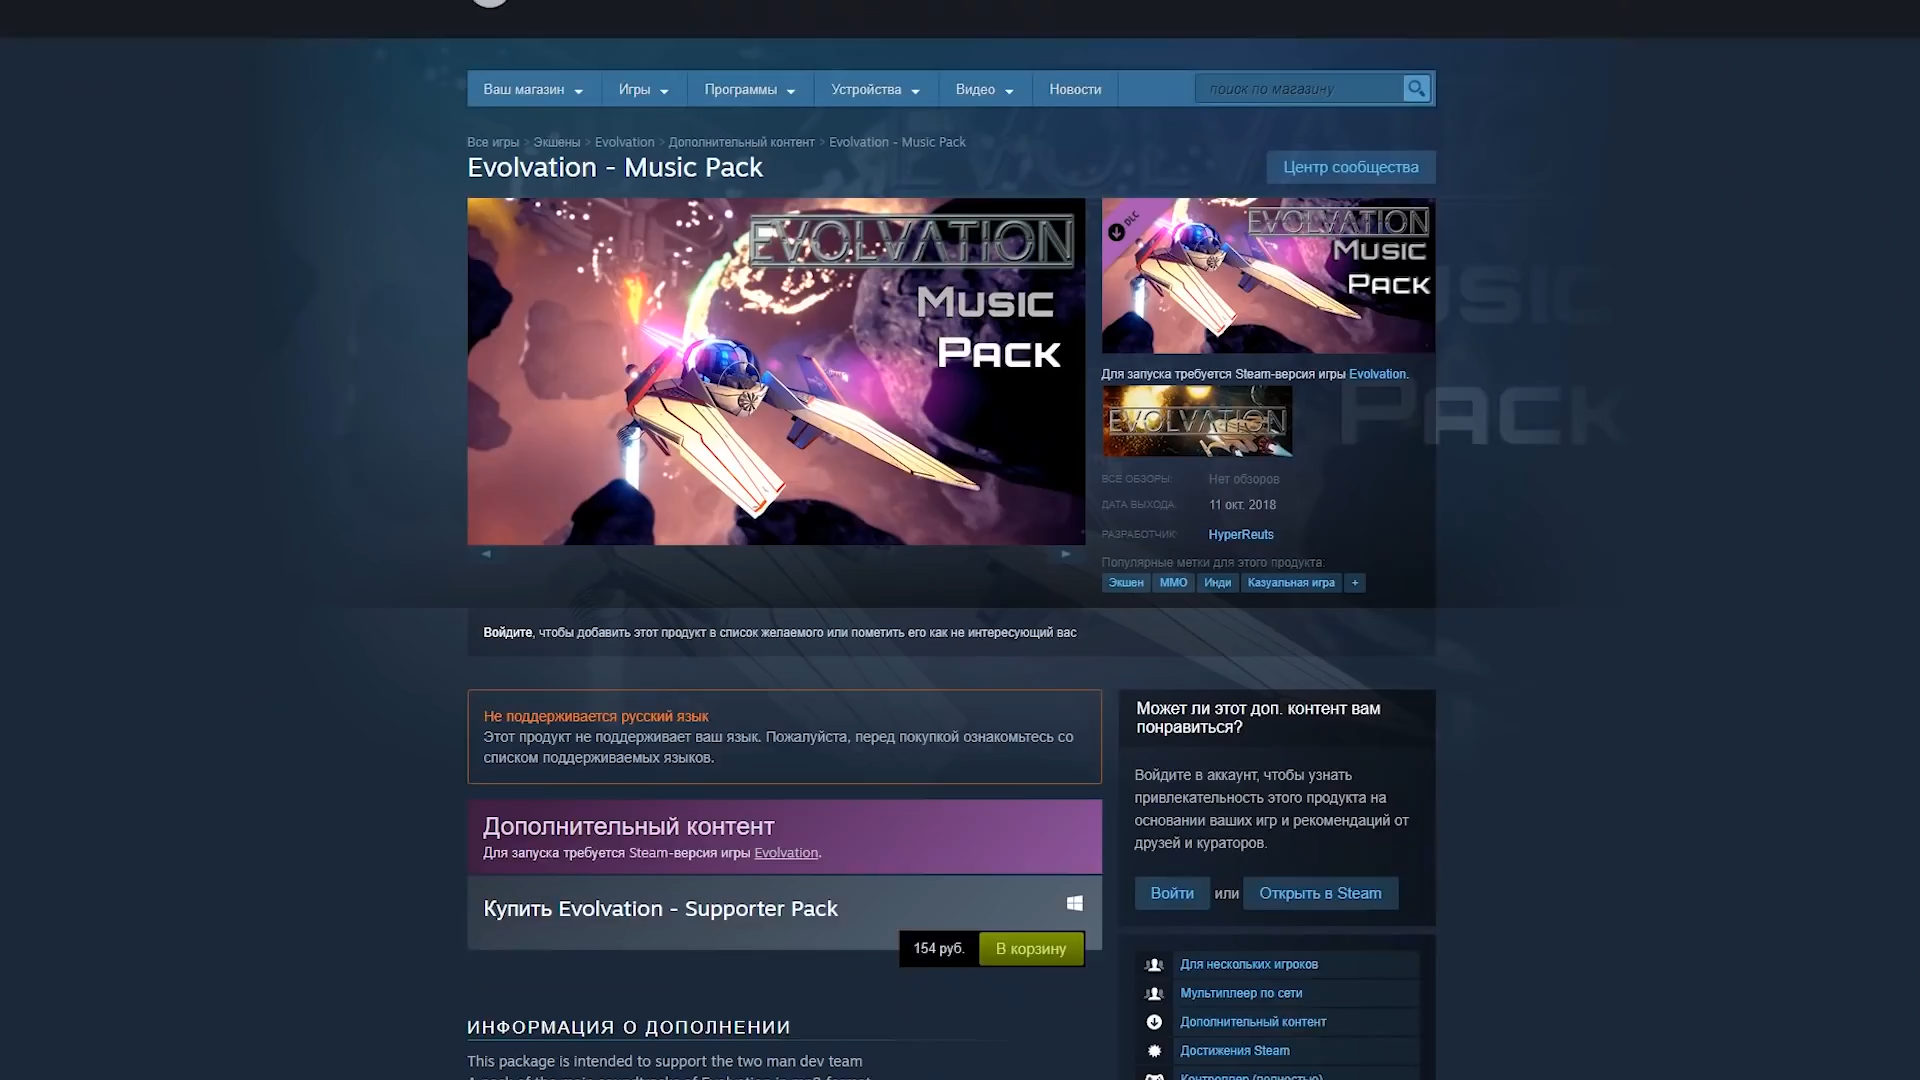 Ваш магазин
Игры
Программы
Устройства
Видео
Новости
поиск по магазину
Все игры > Экшены > Evolvation > Дополнительный контент > Evolvation - Music Pack
Evolvation - Music Pack
Центр сообщества
EVOLVATION
Music
Pack
DLC
EVOLVATION
Music
Pack
Для запуска требуется Steam-версия игры Evolvation.
EVOLVATION
ВСЕ ОБЗОРЫ: Нет обзоров
ДАТА ВЫХОДА: 11 окт. 2018
РАЗРАБОТЧИК: HyperReuts
Популярные метки для этого продукта:
Экшен ММО Инди Казуальная игра +
Войдите, чтобы добавить этот продукт в список желаемого или пометить его как не интересующий вас
Не поддерживается русский язык
Этот продукт не поддерживает ваш язык. Пожалуйста, перед покупкой ознакомьтесь со
списком поддерживаемых языков.
Дополнительный контент
Для запуска требуется Steam-версия игры Evolvation.
Купить Evolvation - Supporter Pack
154 руб. В корзину
ИНФОРМАЦИЯ О ДОПОЛНЕНИИ
This package is intended to support the two man dev team
Может ли этот доп. контент вам
понравиться?
Войдите в аккаунт, чтобы узнать
привлекательность этого продукта на
основании ваших игр и рекомендаций от
друзей и кураторов.
Войти или Открыть в Steam
Для нескольких игроков
Мультиплеер по сети
Дополнительный контент
Достижения Steam
Контроллер (полностью)